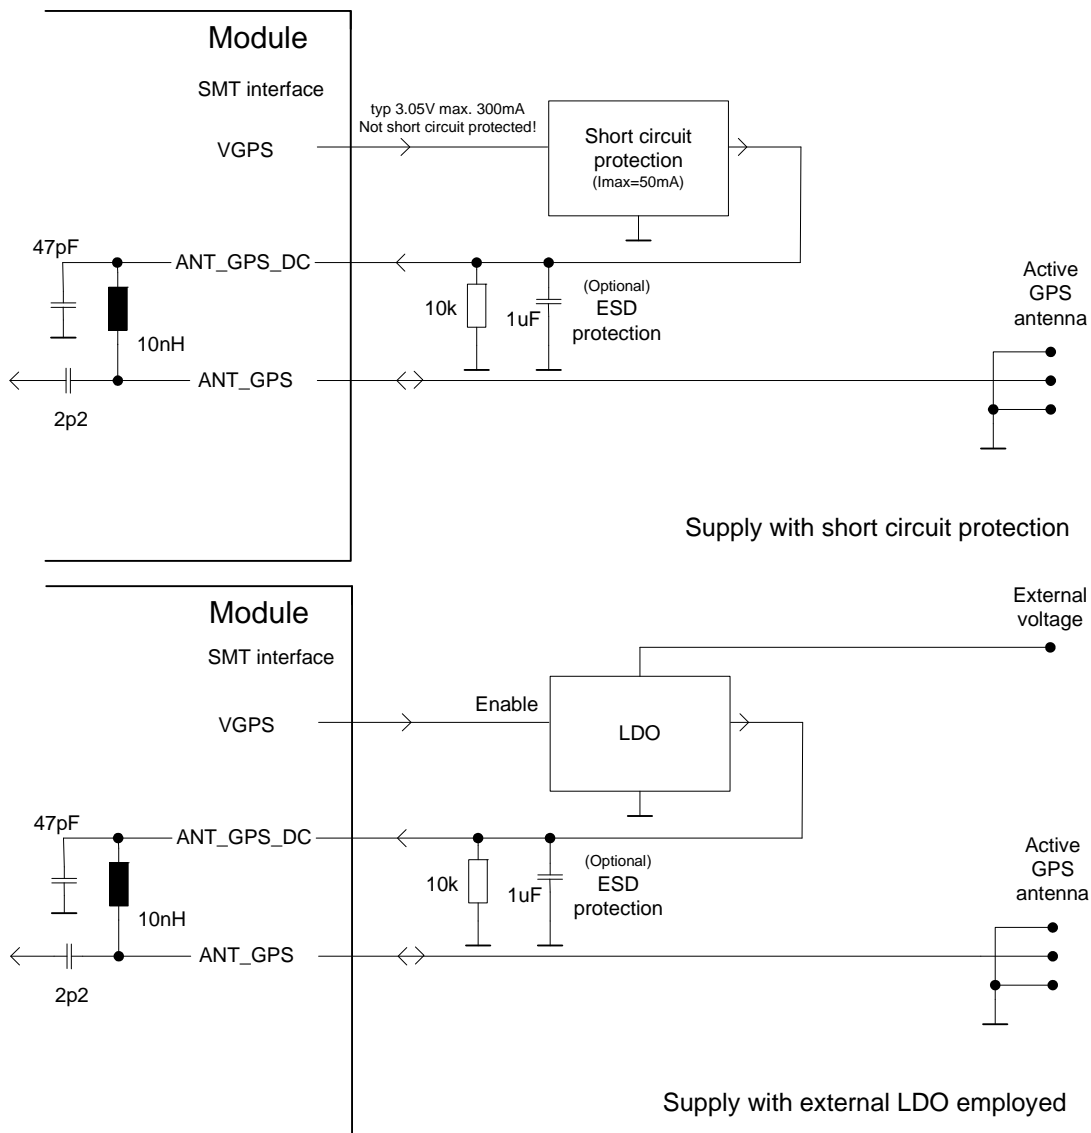 Module
SMT interface
typ 3.05V max. 300mA
Not short circuit protected!
VGPS
Short circuit
protection
(Imax=50mA)
47pF
ANT_GPS_DC
10k
1uF
(Optional)
ESD
protection
Active
GPS
antenna
10nH
ANT_GPS
2p2
Supply with short circuit protection
Module
SMT interface
External
voltage
VGPS
Enable
LDO
47pF
ANT_GPS_DC
10k
1uF
(Optional)
ESD
protection
Active
GPS
antenna
10nH
ANT_GPS
2p2
Supply with external LDO employed